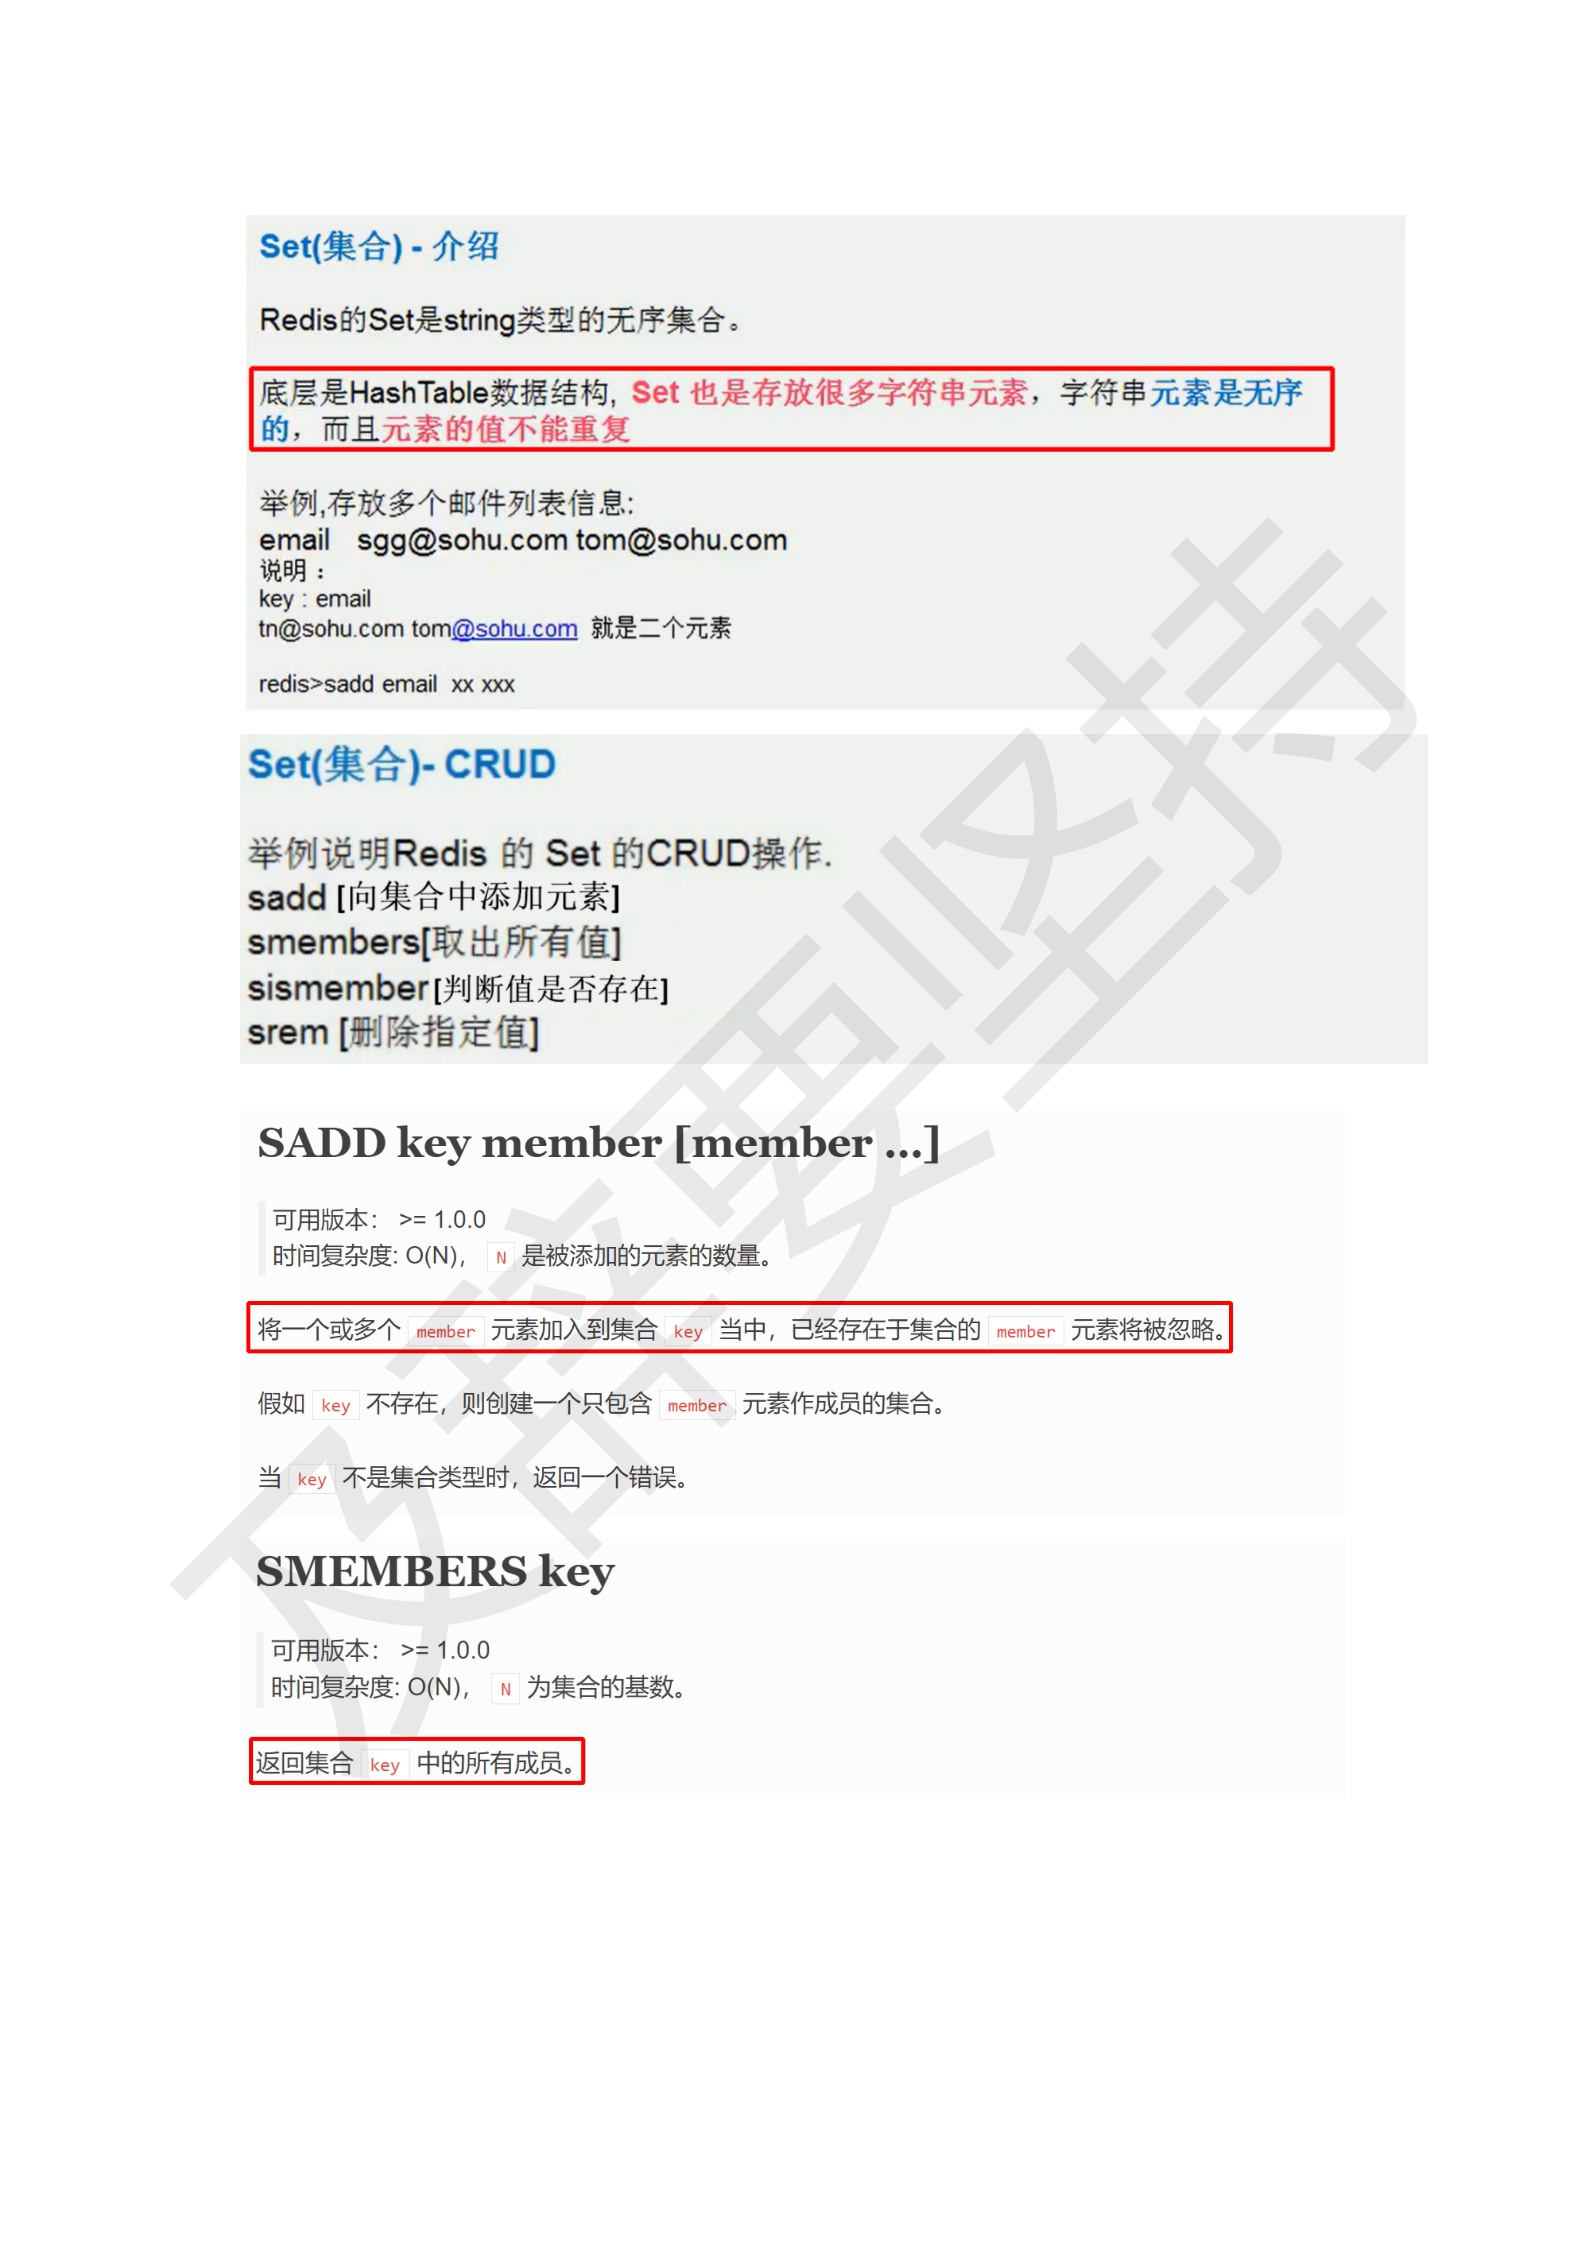 Set(集合) - 介绍
Redis的Set是string类型的无序集合。
底层是HashTable数据结构, Set 也是存放很多字符串元素，字符串元素是无序
的，而且元素的值不能重复
举例,存放多个邮件列表信息:
email sgg@sohu.com tom@sohu.com
说明：
key : email
tn@sohu.com tom@sohu.com 就是二个元素
redis>sadd email xx xxx
Set(集合)- CRUD
举例说明Redis 的 Set 的CRUD操作.
sadd [向集合中添加元素]
smembers[取出所有值]
sismember[判断值是否存在]
srem [删除指定值]
SADD key member [member ...]
可用版本： >= 1.0.0
时间复杂度: O(N)， N 是被添加的元素的数量。
将一个或多个 member 元素加入到集合 key 当中，已经存在于集合的 member 元素将被忽略。
假如 key 不存在，则创建一个只包含 member 元素作成员的集合。
当 key 不是集合类型时，返回一个错误。
SMEMBERS key
可用版本： >= 1.0.0
时间复杂度: O(N)， N 为集合的基数。
返回集合 key 中的所有成员。
及辞要坚持